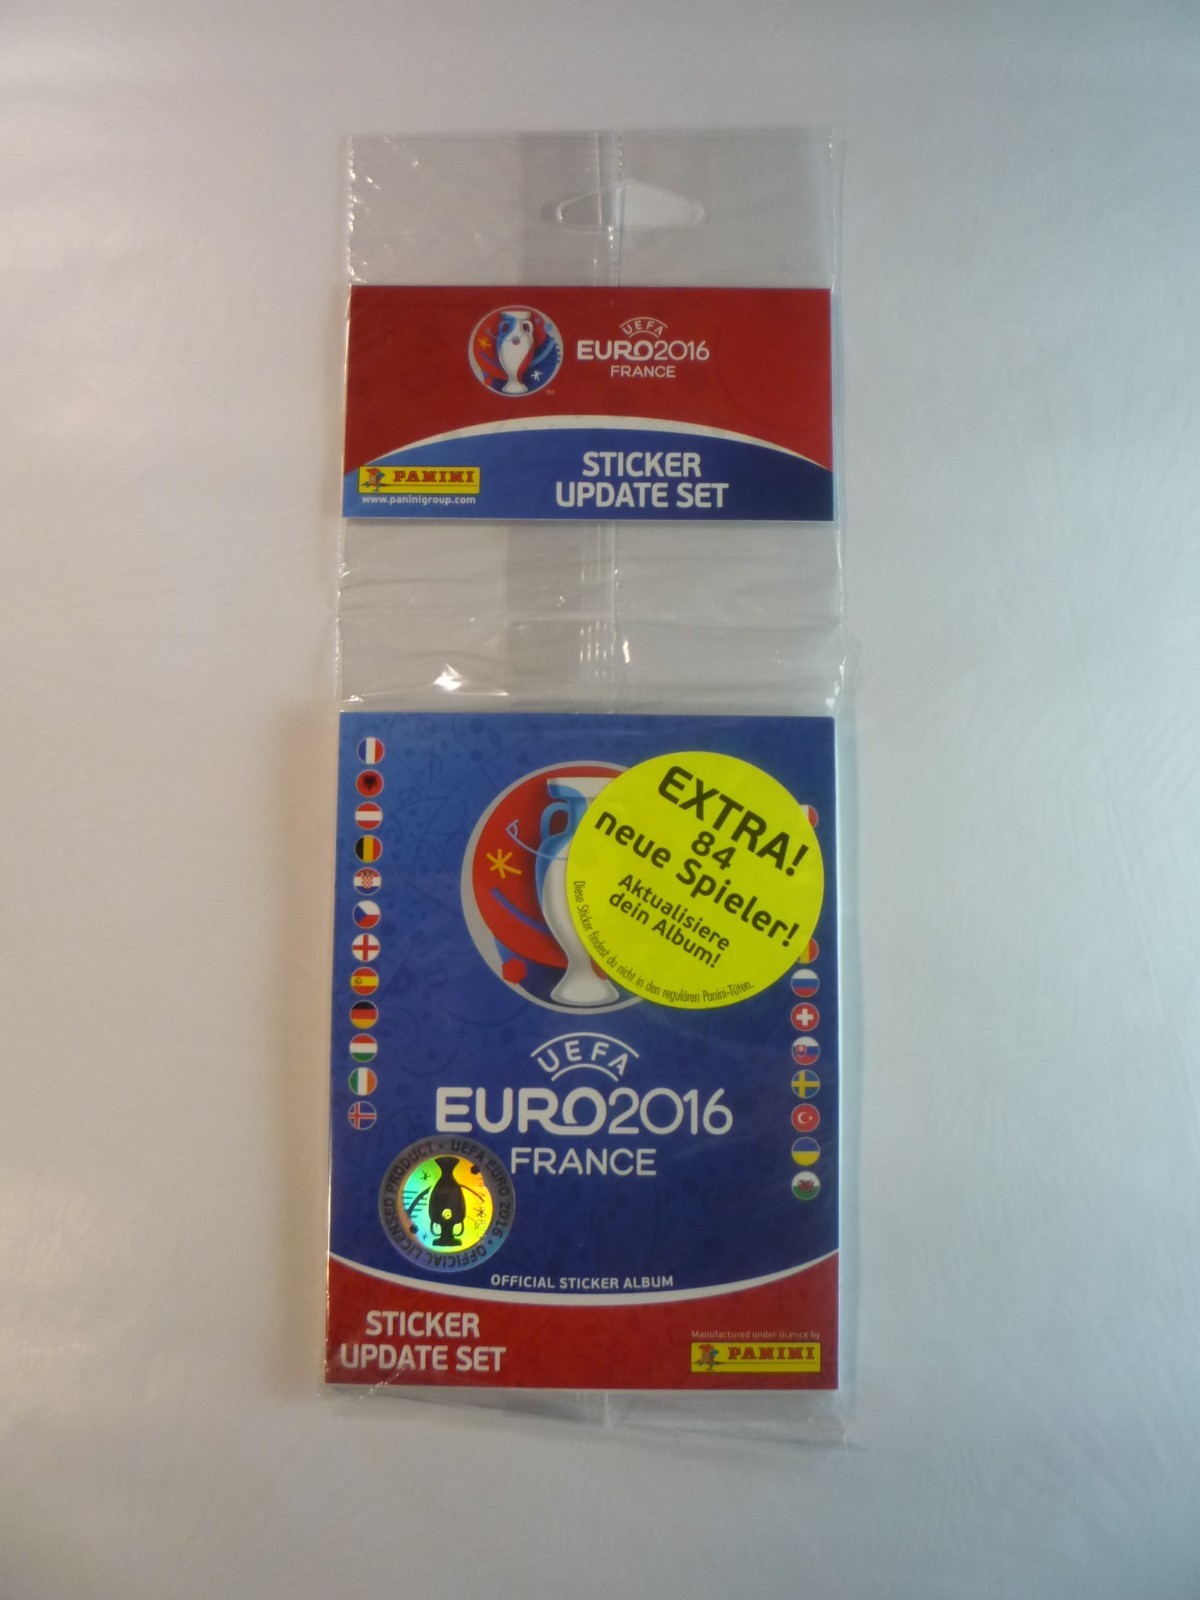 UEFA
EURO2016
FRANCE
TM
PANINI
www.paninigroup.com
STICKER
UPDATE SET
EXTRA!
84
neue Spieler!
Aktualisiere
dein Album!
Diese Sticker findest du nicht in den regulären Panini-Tüten.
UEFA
EURO2016
FRANCE
OFFICIAL LICENSED PRODUCT • UEFA EURO 2016 •
OFFICIAL STICKER ALBUM
STICKER
UPDATE SET
Manufactured under licence by
PANINI